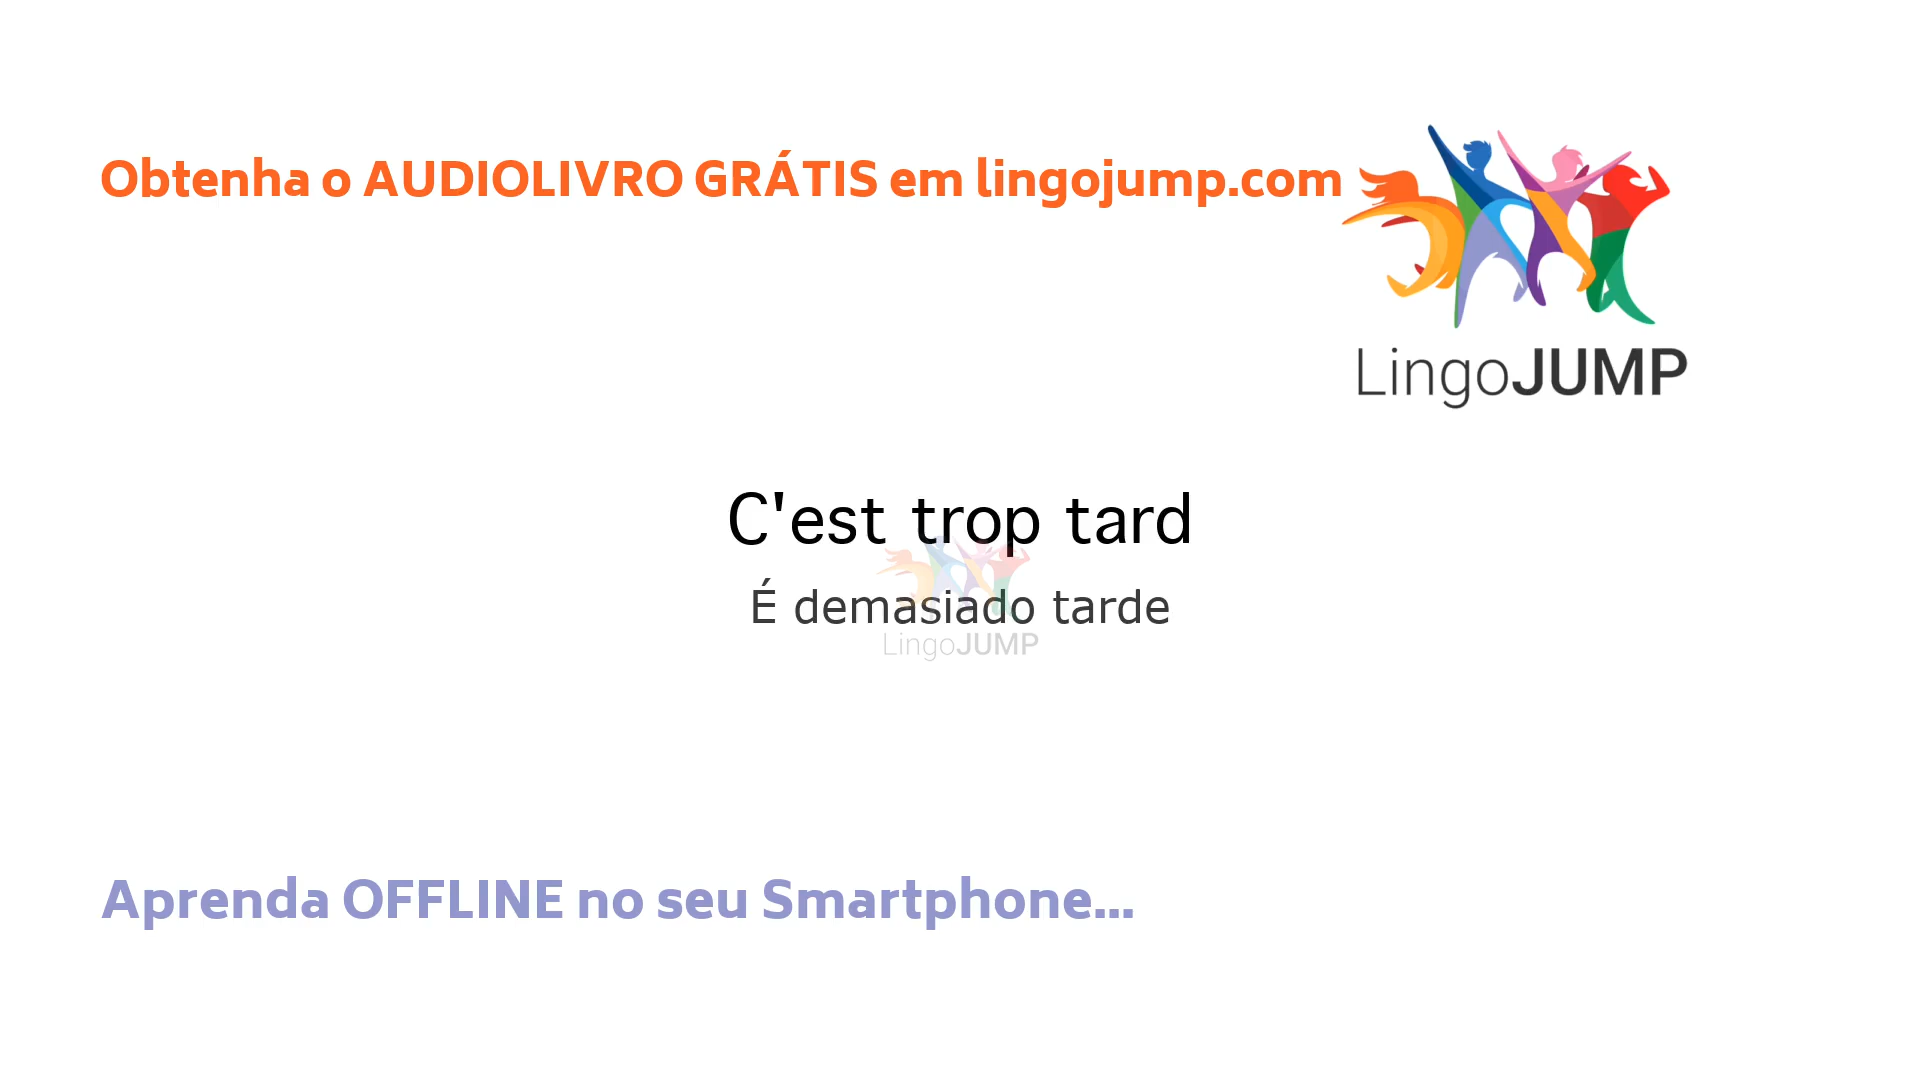 Obtenha o AUDIOLIVRO GRÁTIS em lingojump.com
LingoJUMP
C'est trop tard
É demasiado tarde
LingoJUMP
Aprenda OFFLINE no seu Smartphone...